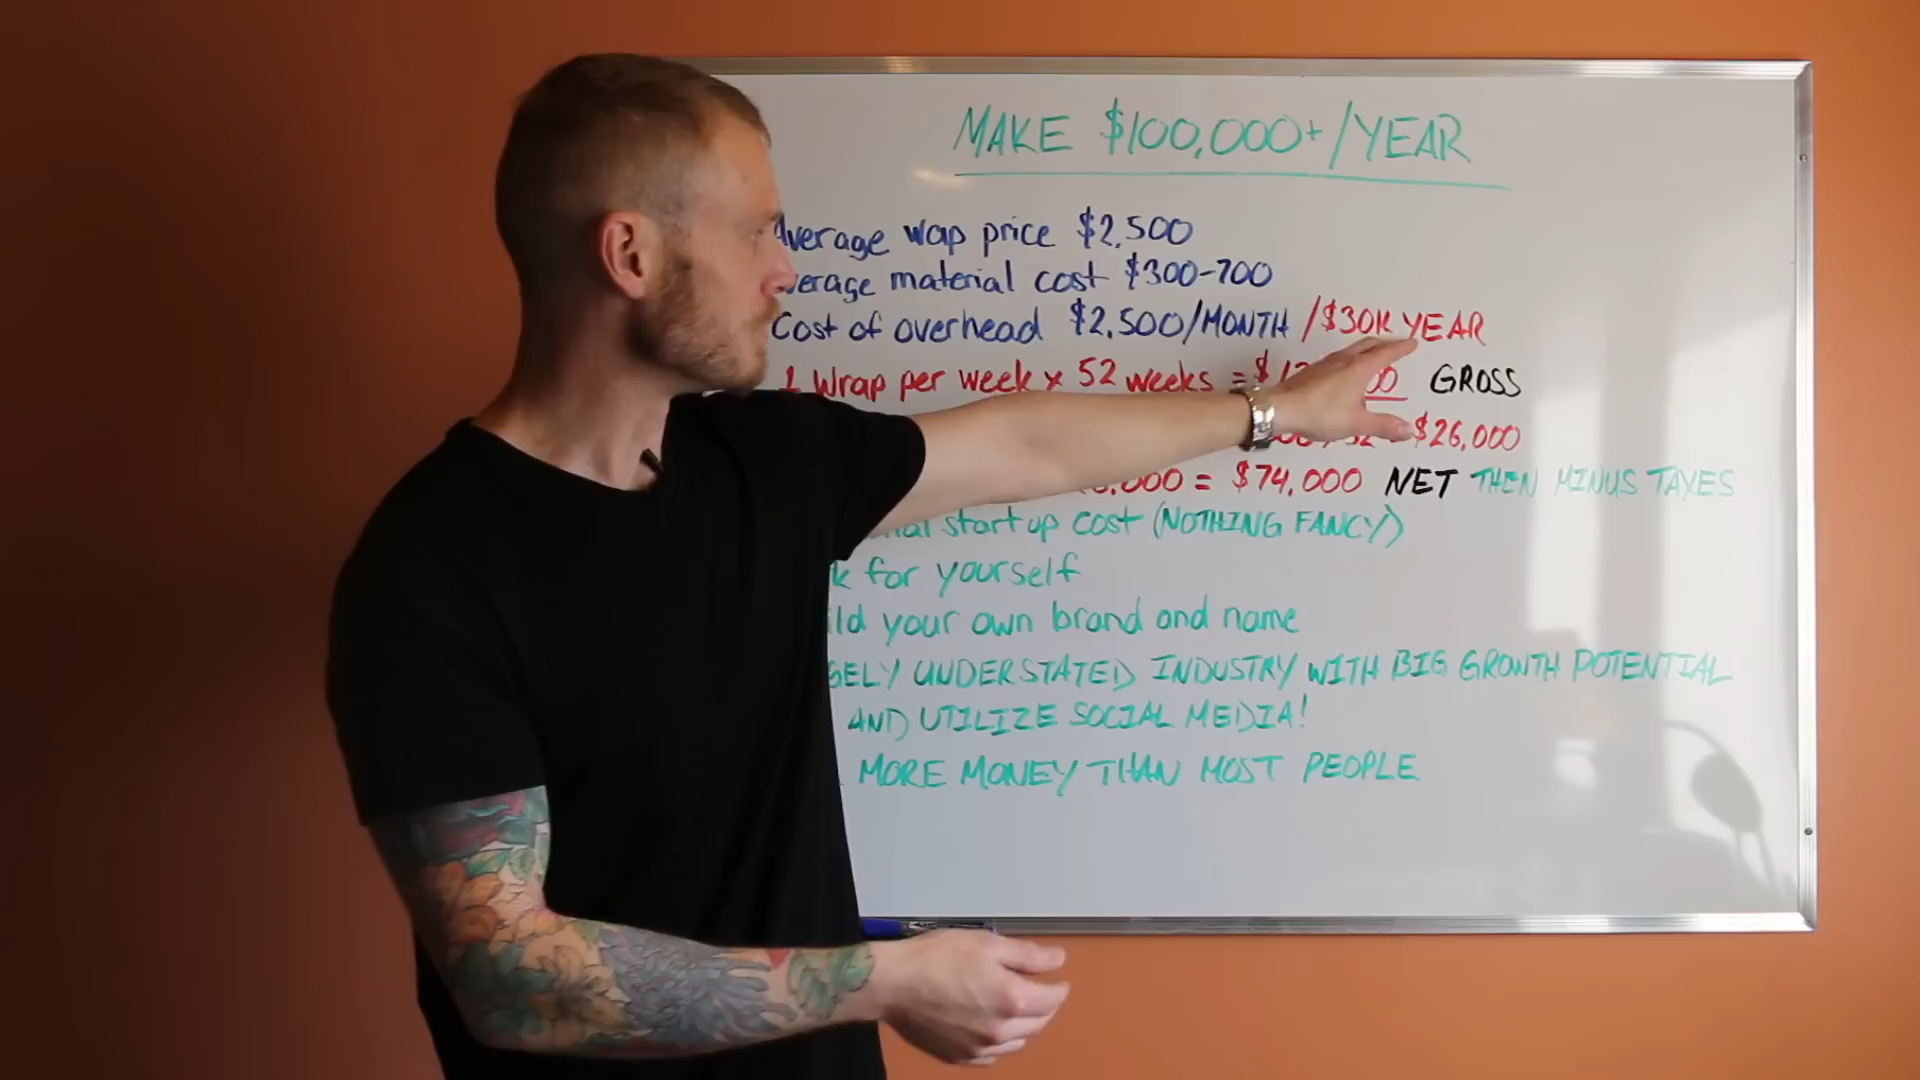 MAKE $100,000+/YEAR
Average wap price $2,500
average material cost $300-700
Cost of overhead $2,500/MONTH /$30K YEAR
1 Wrap per week x 52 weeks = $ GROSS
$26,000
= $74,000 NET THEN MINUS TAXES
start up cost (NOTHING FANCY)
for yourself
your own brand and name
UNDERSTATED INDUSTRY WITH BIG GROWTH POTENTIAL
AND UTILIZE SOCIAL MEDIA!
MORE MONEY THAN MOST PEOPLE